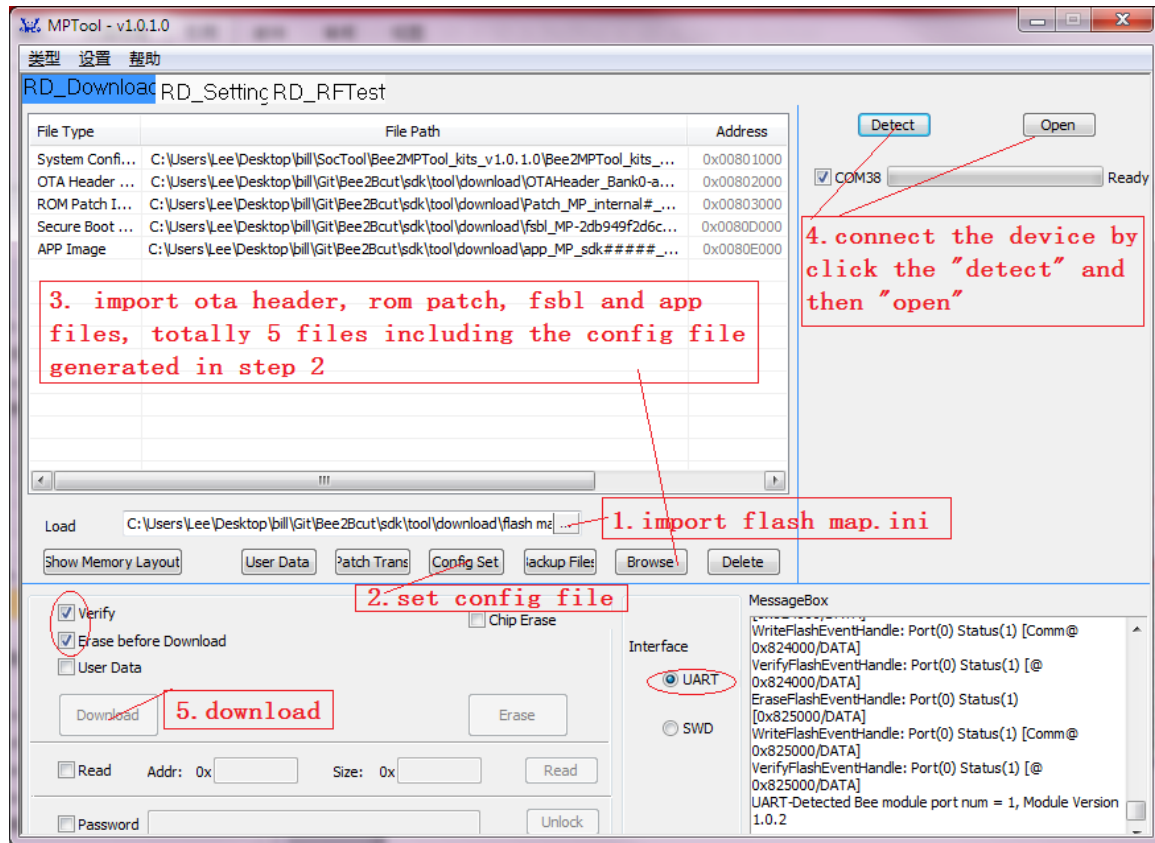 MPTool - v1.0.1.0
类型 设置 帮助
RD_Downloac RD_Setting RD_RFTest
File Type File Path Address
System Confi... C:\Users\Lee\Desktop\bill\SocTool\Bee2MPTool_kits_v1.0.1.0\Bee2MPTool_kits_... 0x00801000
OTA Header ... C:\Users\Lee\Desktop\bill\Git\Bee2Bcut\sdk\tool\download\OTAHeader_Bank0-a... 0x00802000
ROM Patch I... C:\Users\Lee\Desktop\bill\Git\Bee2Bcut\sdk\tool\download\Patch_MP_internal#_... 0x00803000
Secure Boot ... C:\Users\Lee\Desktop\bill\Git\Bee2Bcut\sdk\tool\download\fsbl_MP-2db949f2d6c... 0x0080D000
APP Image C:\Users\Lee\Desktop\bill\Git\Bee2Bcut\sdk\tool\download\app_MP_sdk#####_... 0x0080E000
3. import ota header, rom patch, fsbl and app
files, totally 5 files including the config file
generated in step 2
Detect Open
COM38 Ready
4. connect the device by
click the "detect" and
then "open"
Load C:\Users\Lee\Desktop\bill\Git\Bee2Bcut\sdk\tool\download\flash ma ...
1. import flash map.ini
Show Memory Layout User Data Patch Trans Config Set Backup Files Browse Delete
2. set config file
Verify
Chip Erase
Erase before Download
User Data
Download
5. download
Erase
Read Addr: 0x Size: 0x Read
Password Unlock
Interface
UART
SWD
MessageBox
WriteFlashEventHandle: Port(0) Status(1) [Comm@
0x824000/DATA]
VerifyFlashEventHandle: Port(0) Status(1) [@
0x824000/DATA]
EraseFlashEventHandle: Port(0) Status(1)
[0x825000/DATA]
WriteFlashEventHandle: Port(0) Status(1) [Comm@
0x825000/DATA]
VerifyFlashEventHandle: Port(0) Status(1) [@
0x825000/DATA]
UART-Detected Bee module port num = 1, Module Version
1.0.2